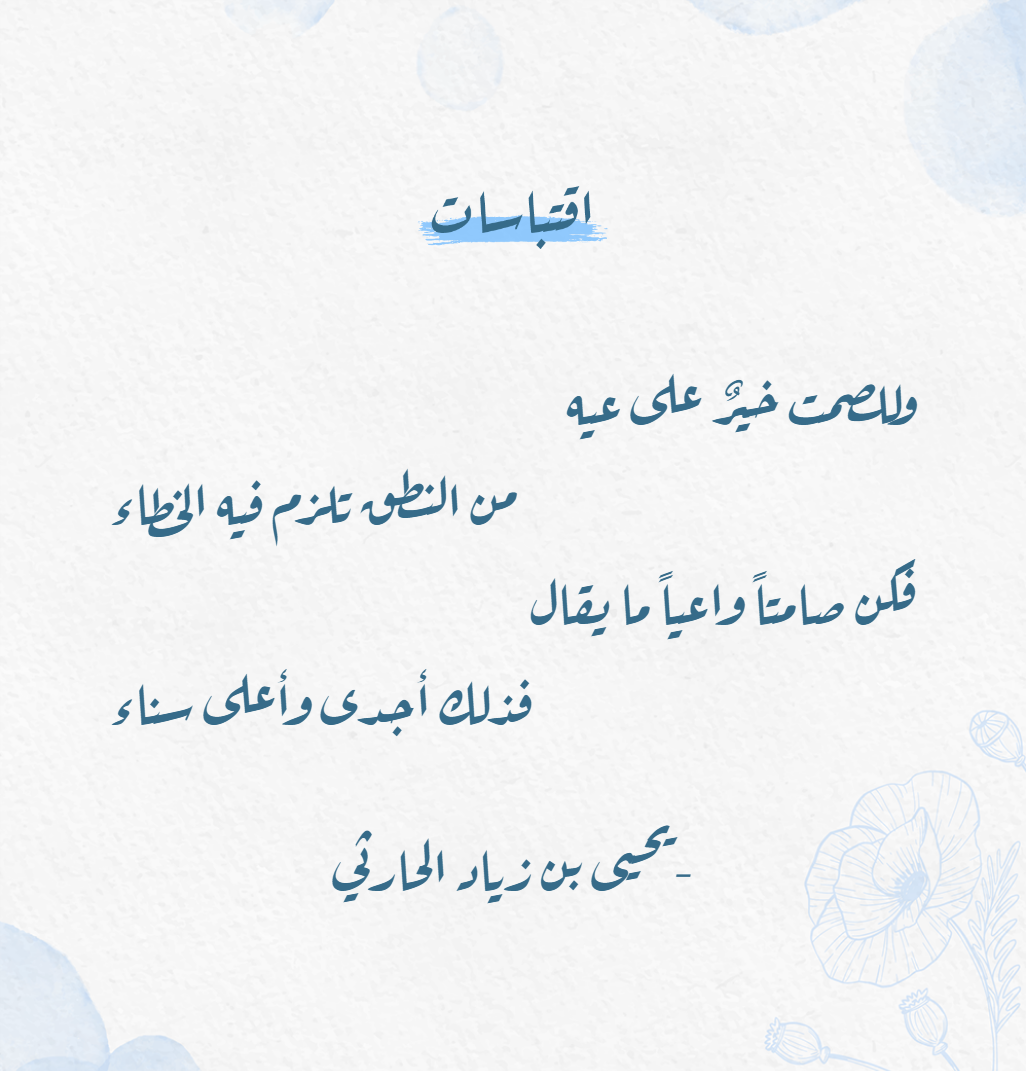 اقتباسات
وللصمت خيرٌ على عيه
من النطق تلزم فيه الخطاء
فكن صامتاً واعياً ما يقال
فذلك أجدى وأعلى سناء
-يحيى بن زياد الحارثي